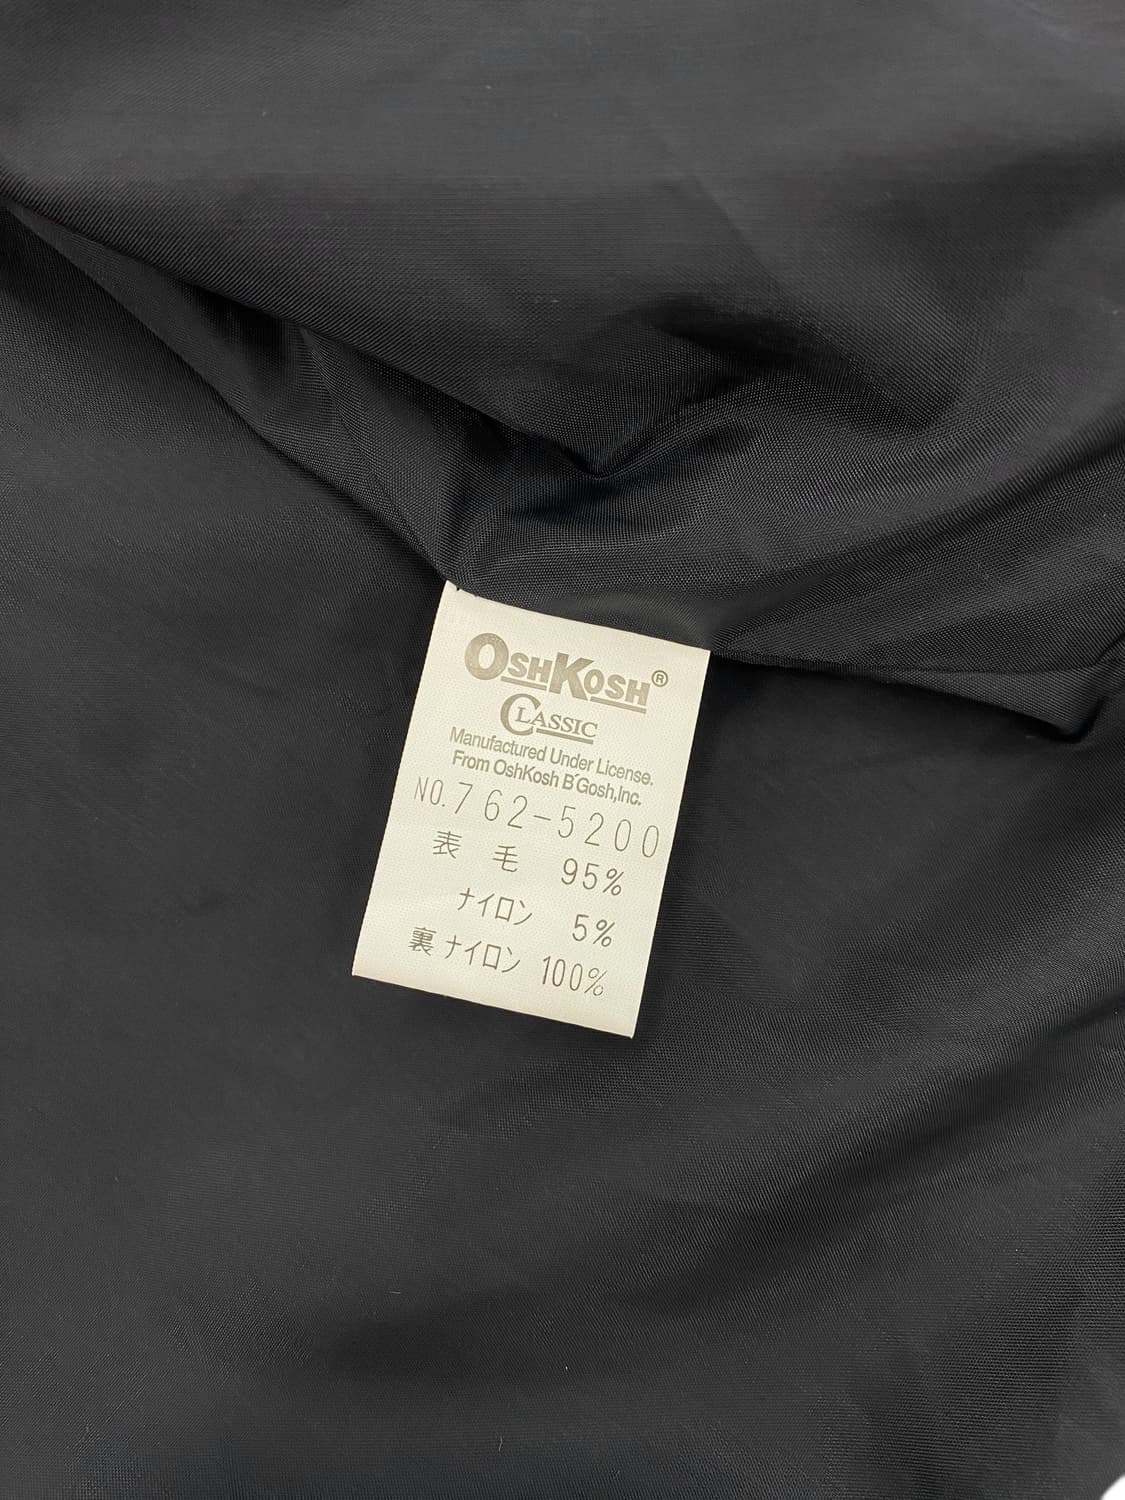 OSHKOSH®
CLASSIC
Manufactured Under License.
From OshKosh B'Gosh,Inc.
NO.762-5200
表 毛 95%
ナイロン 5%
裏 ナイロン 100%